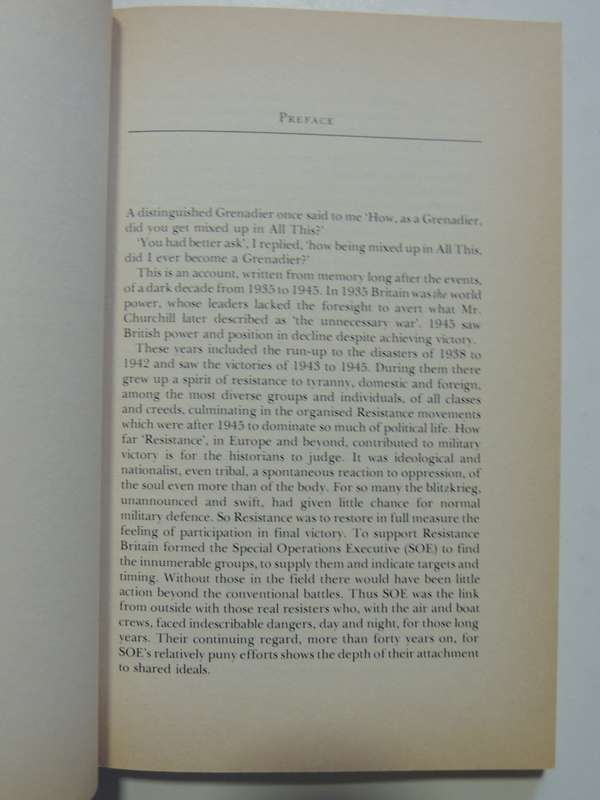 PREFACE
A distinguished Grenadier once said to me ‘How, as a Grenadier,
did you get mixed up in All This?’
‘You had better ask’, I replied, ‘how being mixed up in All This,
did I ever become a Grenadier?’
This is an account, written from memory long after the events,
of a dark decade from 1935 to 1945. In 1935 Britain was the world
power, whose leaders lacked the foresight to avert what Mr.
Churchill later described as ‘the unnecessary war’. 1945 saw
British power and position in decline despite achieving victory.
These years included the run-up to the disasters of 1938 to
1942 and saw the victories of 1943 to 1945. During them there
grew up a spirit of resistance to tyranny, domestic and foreign,
among the most diverse groups and individuals, of all classes
and creeds, culminating in the organised Resistance movements
which were after 1945 to dominate so much of political life. How
far ‘Resistance’, in Europe and beyond, contributed to military
victory is for the historians to judge. It was ideological and
nationalist, even tribal, a spontaneous reaction to oppression, of
the soul even more than of the body. For so many the blitzkrieg,
unannounced and swift, had given little chance for normal
military defence. So Resistance was to restore in full measure the
feeling of participation in final victory. To support Resistance
Britain formed the Special Operations Executive (SOE) to find
the innumerable groups, to supply them and indicate targets and
timing. Without those in the field there would have been little
action beyond the conventional battles. Thus SOE was the link
from outside with those real resisters who, with the air and boat
crews, faced indescribable dangers, day and night, for those long
years. Their continuing regard, more than forty years on, for
SOE’s relatively puny efforts shows the depth of their attachment
to shared ideals.